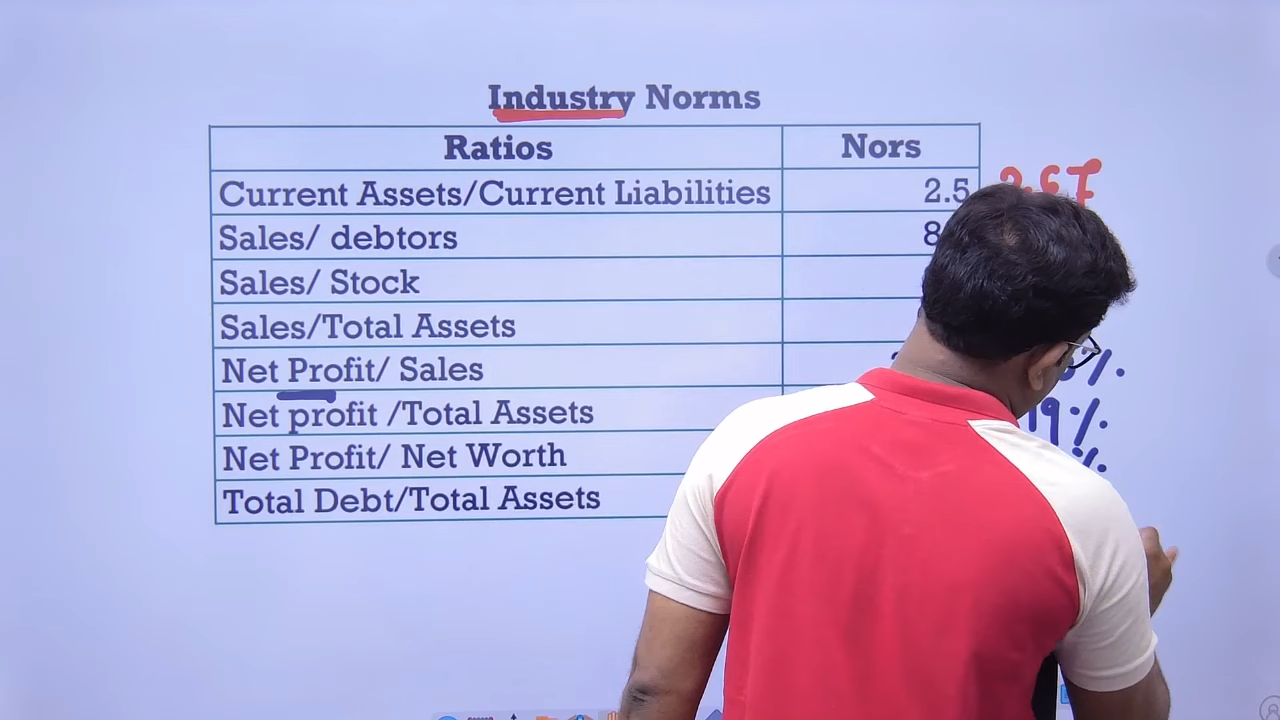 Industry Norms
Ratios Nors
Current Assets/Current Liabilities 2.5
Sales/ debtors 8
Sales/ Stock
Sales/Total Assets
Net Profit/ Sales %
Net profit /Total Assets 19%
Net Profit/ Net Worth %
Total Debt/Total Assets